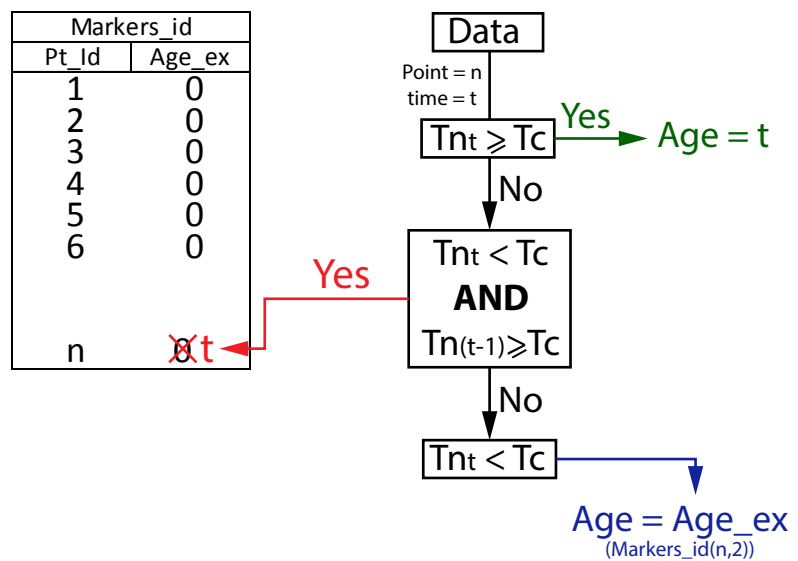 Markers_id
Pt_Id Age_ex
1 0
2 0
3 0
4 0
5 0
6 0
n 0 t
Data
Point = n
time = t
Tnt ⩾ Tc
Yes
Age = t
No
Tnt < Tc
AND
Tn(t-1)⩾Tc
Yes
No
Tnt < Tc
Age = Age_ex
(Markers_id(n,2))